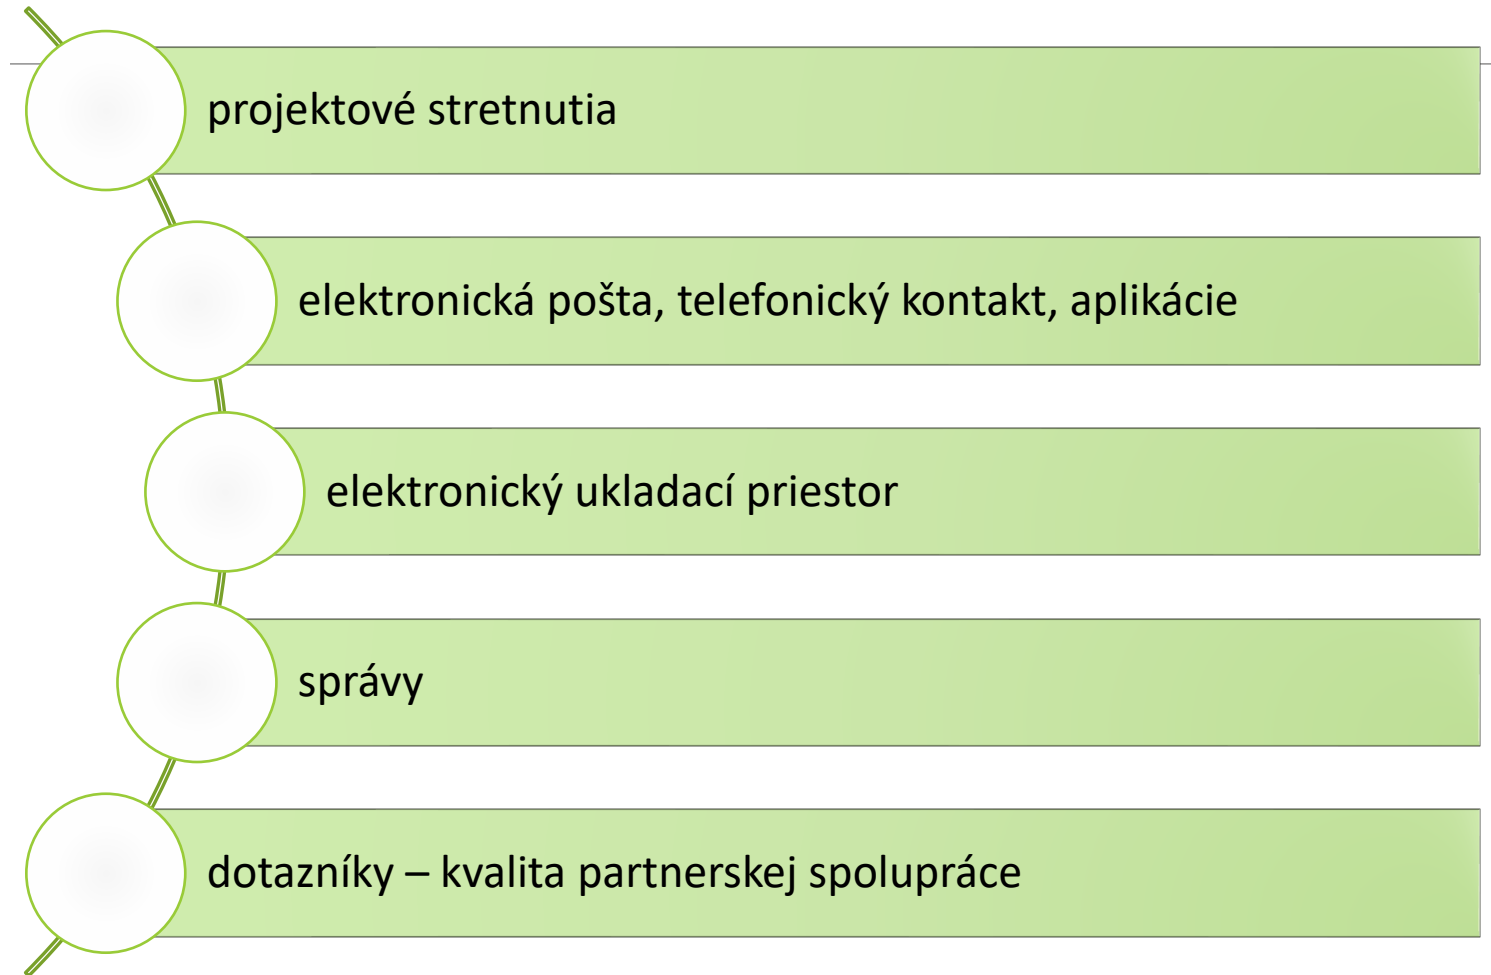 projektové stretnutia
elektronická pošta, telefonický kontakt, aplikácie
elektronický ukladací priestor
správy
dotazníky – kvalita partnerskej spolupráce